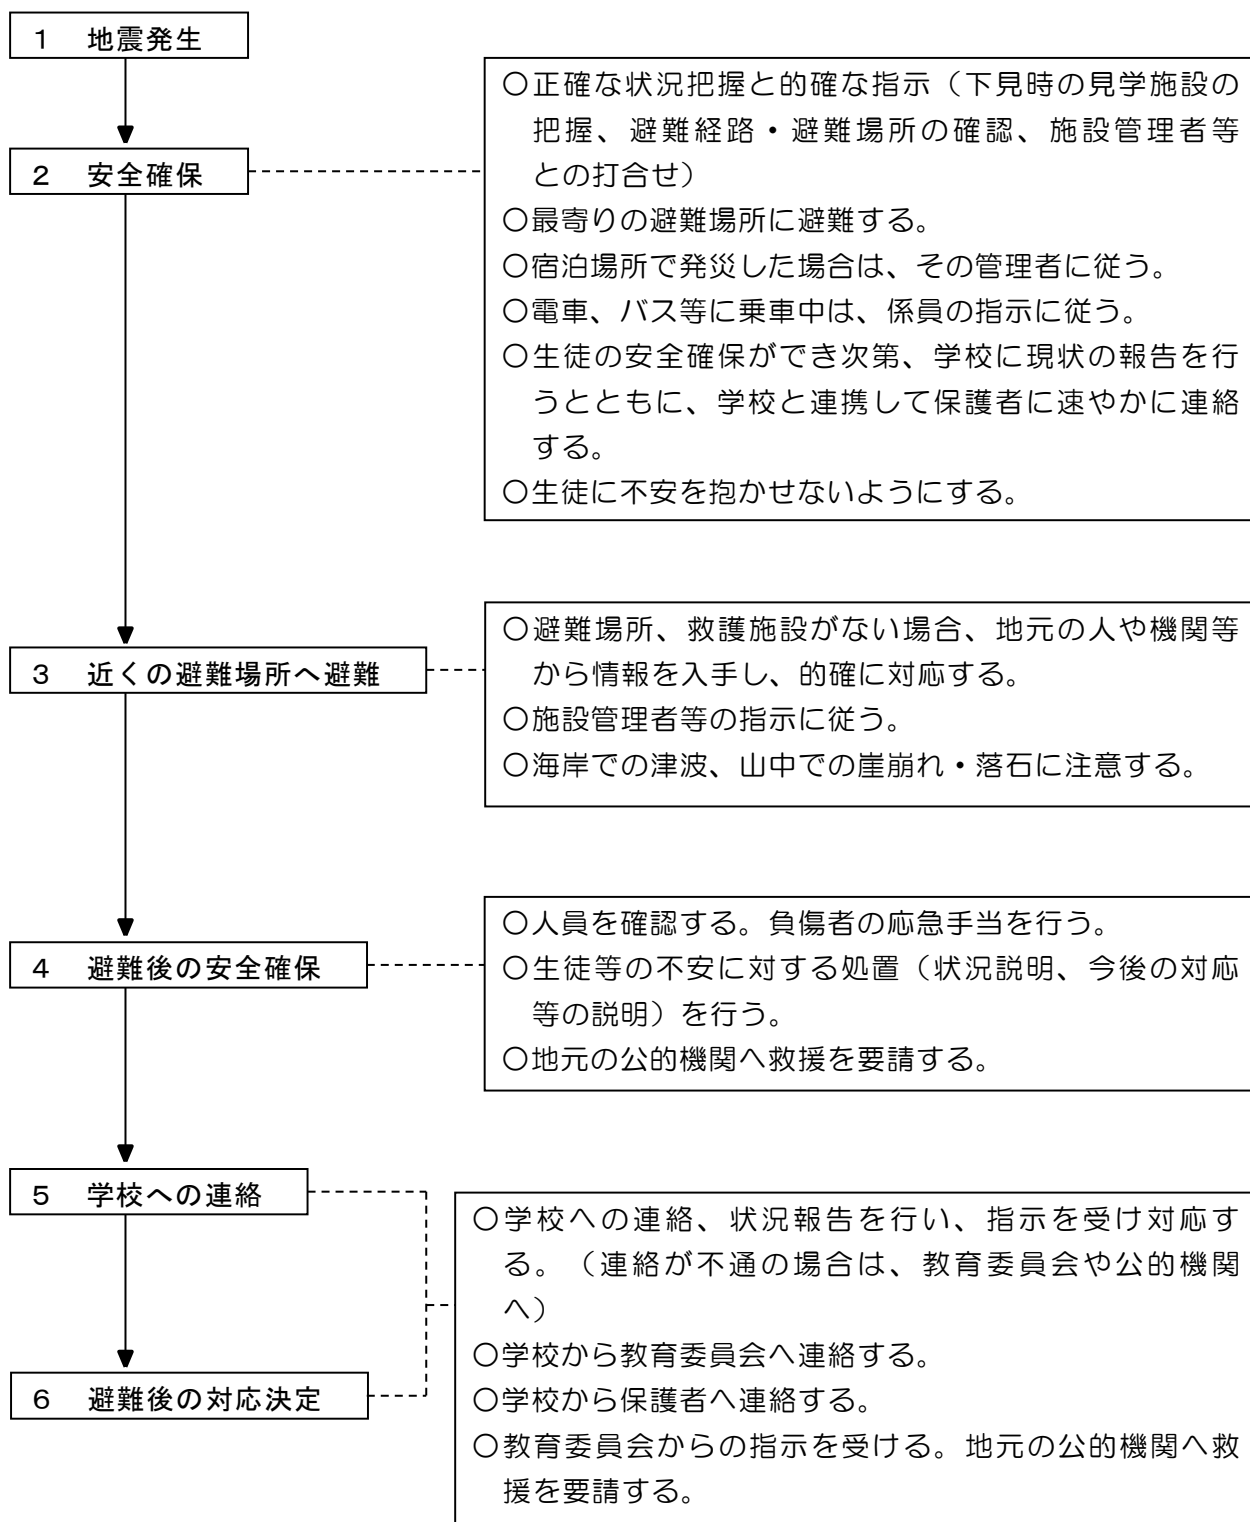 １　地震発生
２　安全確保
〇正確な状況把握と的確な指示（下見時の見学施設の
把握、避難経路・避難場所の確認、施設管理者等
との打合せ）
〇最寄りの避難場所に避難する。
〇宿泊場所で発災した場合は、その管理者に従う。
〇電車、バス等に乗車中は、係員の指示に従う。
〇生徒の安全確保ができ次第、学校に現状の報告を行
うとともに、学校と連携して保護者に速やかに連絡
する。
〇生徒に不安を抱かせないようにする。
３　近くの避難場所へ避難
〇避難場所、救護施設がない場合、地元の人や機関等
から情報を入手し、的確に対応する。
〇施設管理者等の指示に従う。
〇海岸での津波、山中での崖崩れ・落石に注意する。
４　避難後の安全確保
〇人員を確認する。負傷者の応急手当を行う。
〇生徒等の不安に対する処置（状況説明、今後の対応
等の説明）を行う。
〇地元の公的機関へ救援を要請する。
５　学校への連絡
６　避難後の対応決定
〇学校への連絡、状況報告を行い、指示を受け対応す
る。（連絡が不通の場合は、教育委員会や公的機関
へ）
〇学校から教育委員会へ連絡する。
〇学校から保護者へ連絡する。
〇教育委員会からの指示を受ける。地元の公的機関へ救
援を要請する。